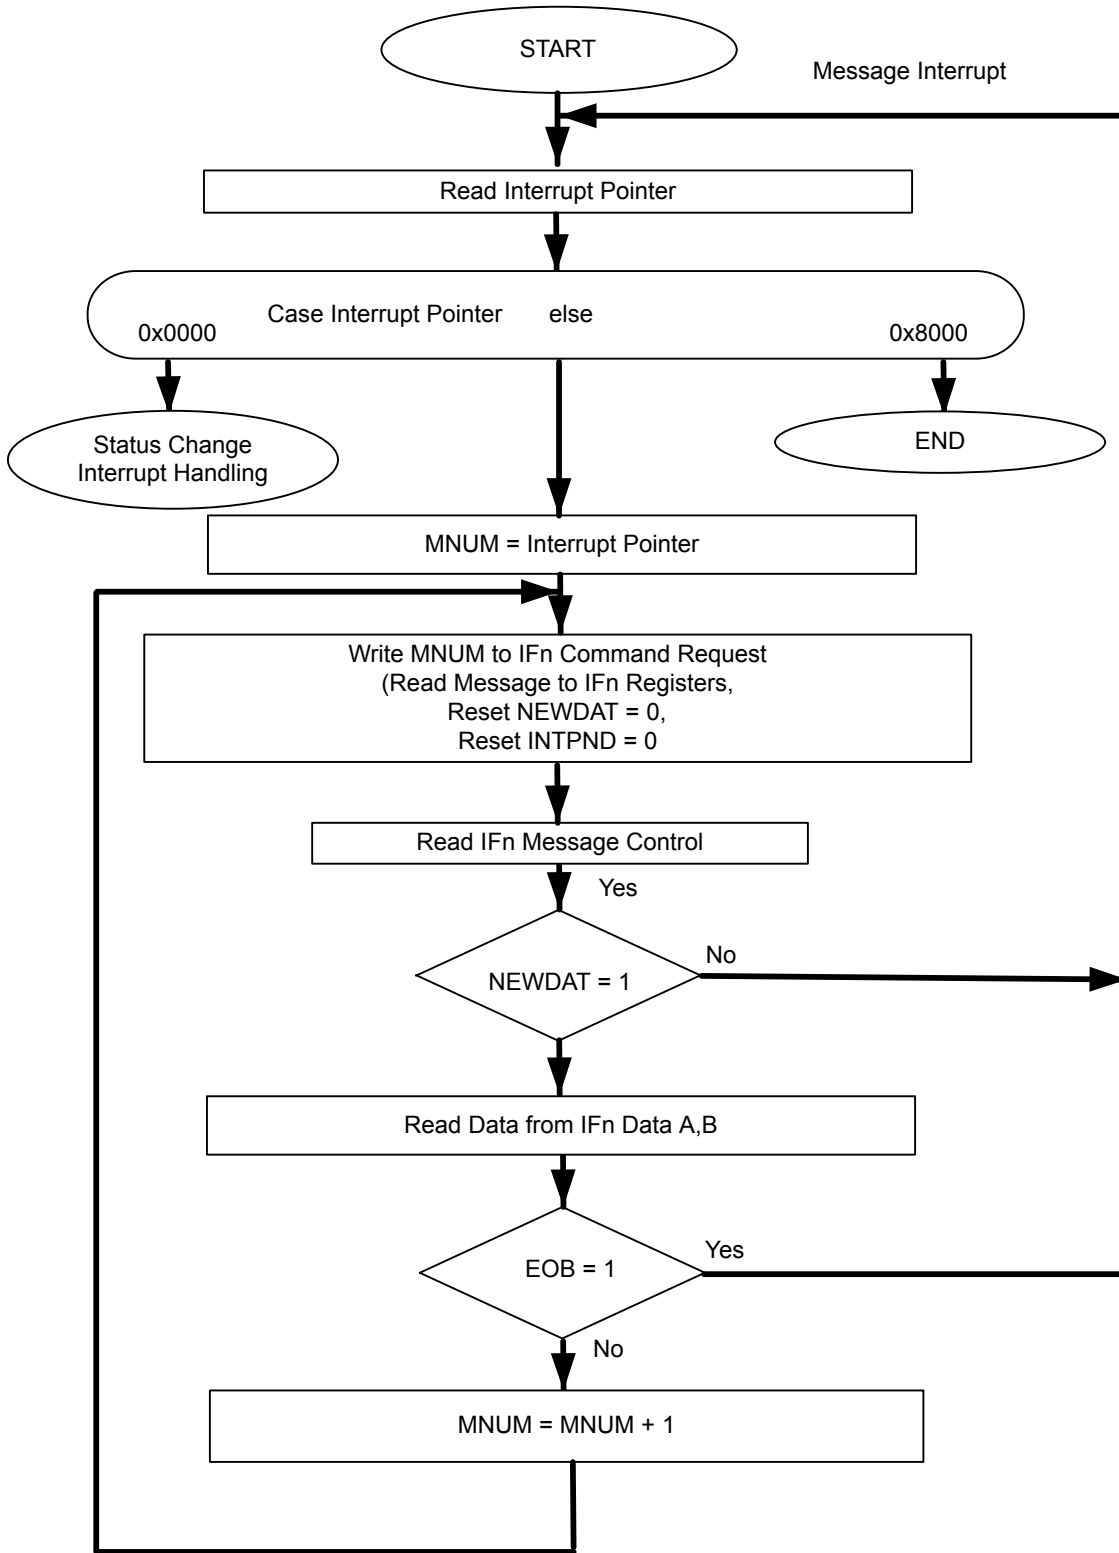 START
Message Interrupt
Read Interrupt Pointer
Case Interrupt Pointer else
0x0000
0x8000
Status Change
Interrupt Handling
END
MNUM = Interrupt Pointer
Write MNUM to IFn Command Request
(Read Message to IFn Registers,
Reset NEWDAT = 0,
Reset INTPND = 0
Read IFn Message Control
Yes
No
NEWDAT = 1
Read Data from IFn Data A,B
Yes
EOB = 1
No
MNUM = MNUM + 1